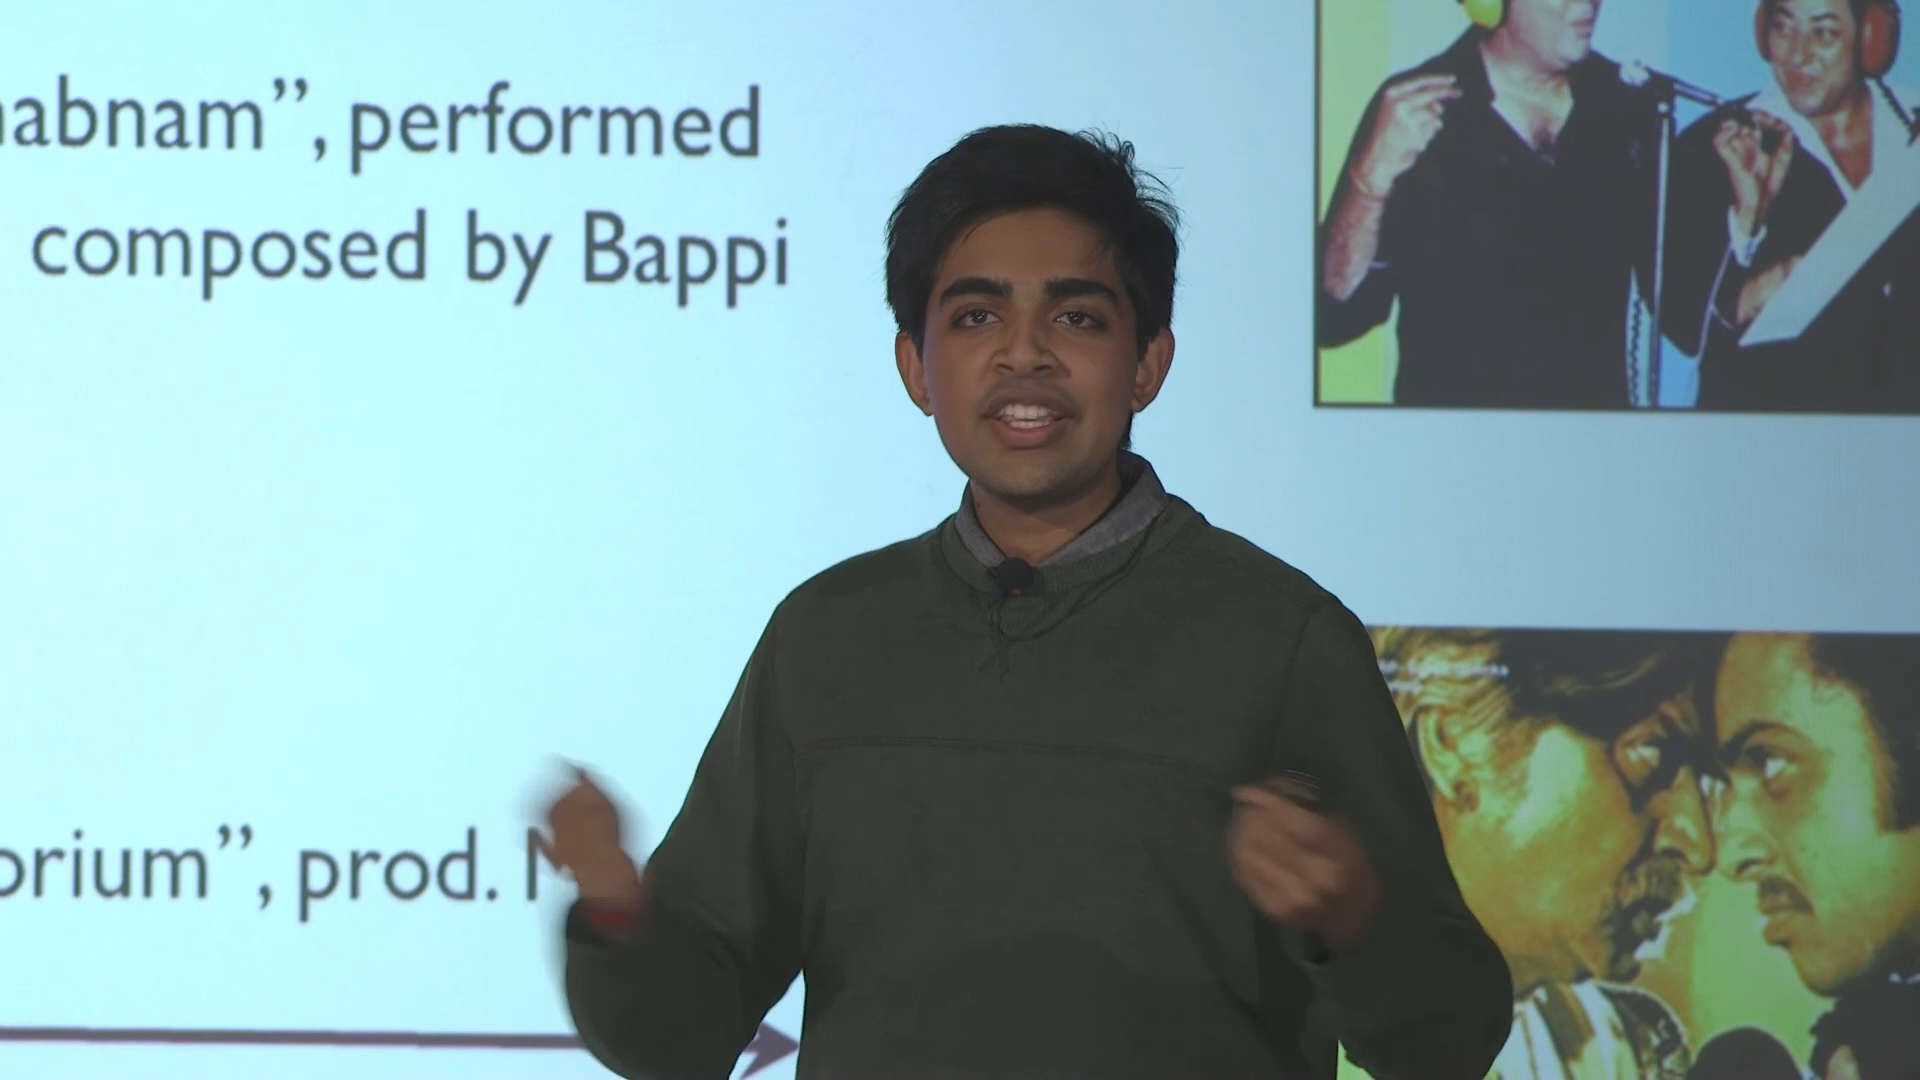 abnam”, performed
composed by Bappi
orium”, prod.